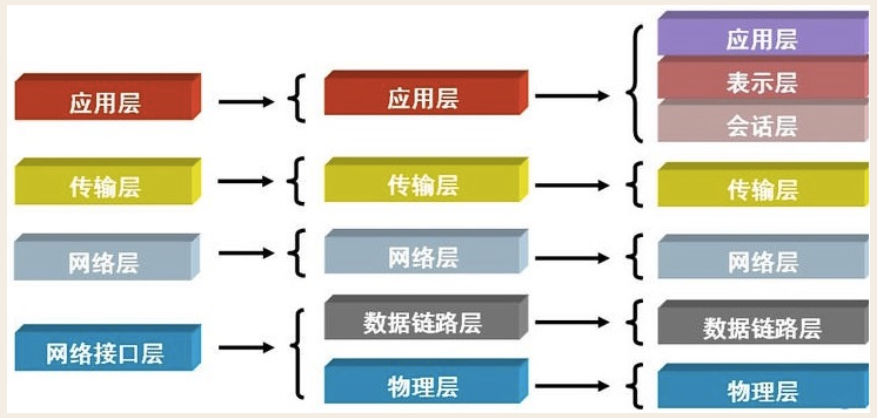 应用层
传输层
网络层
网络接口层
应用层
传输层
网络层
数据链路层
物理层
应用层
表示层
会话层
传输层
网络层
数据链路层
物理层